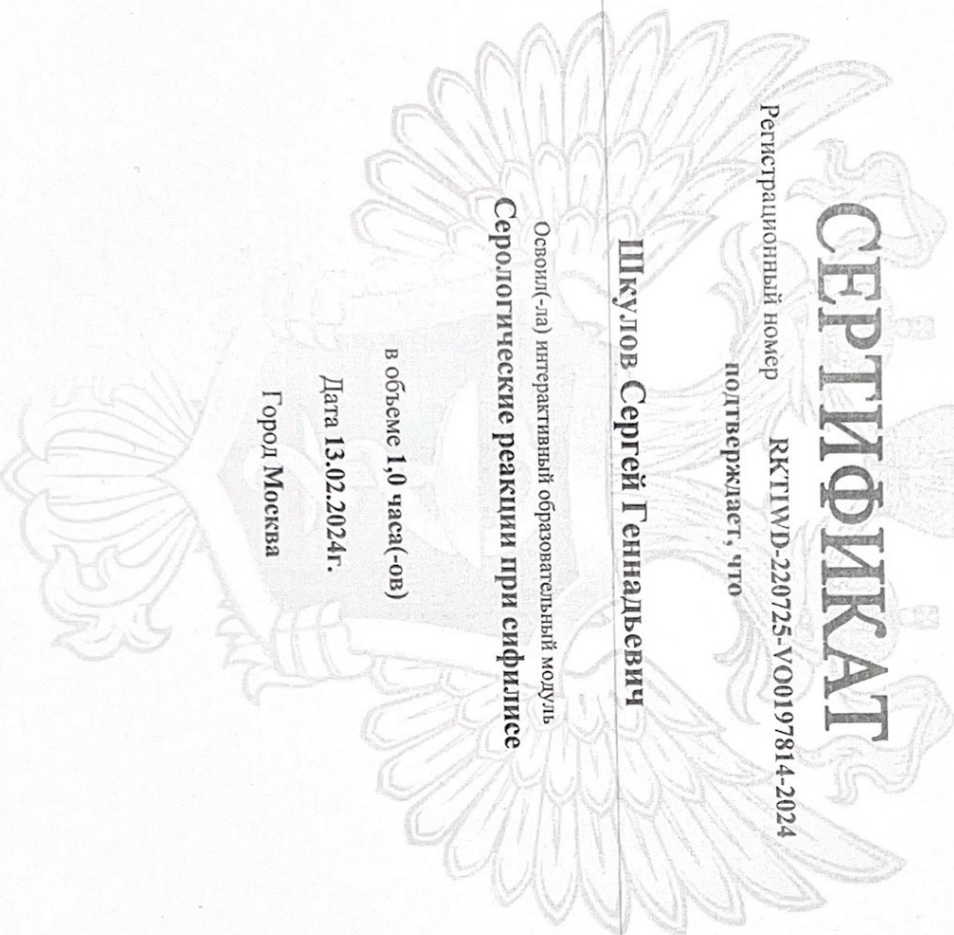 СЕРТИФИКАТ
Регистрационный номер RKTIWD-220725-VO0197814-2024
подтверждает, что
Шкулов Сергей Геннадьевич
Освоил(-ла) интерактивный образовательный модуль
Серологические реакции при сифилисе
в объеме 1,0 часа(-ов)
Дата 13.02.2024г.
Город Москва